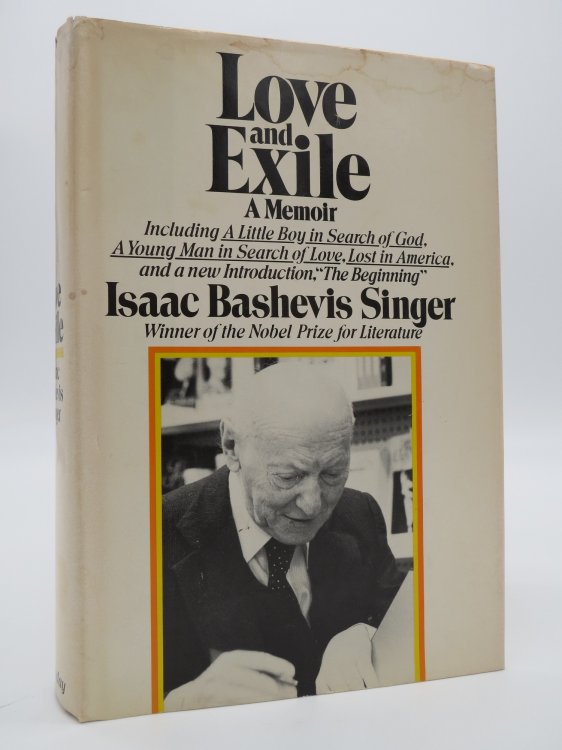 Love
and
Exile
A Memoir
Including A Little Boy in Search of God,
A Young Man in Search of Love, Lost in America,
and a new Introduction, “The Beginning”
Isaac Bashevis Singer
Winner of the Nobel Prize for Literature